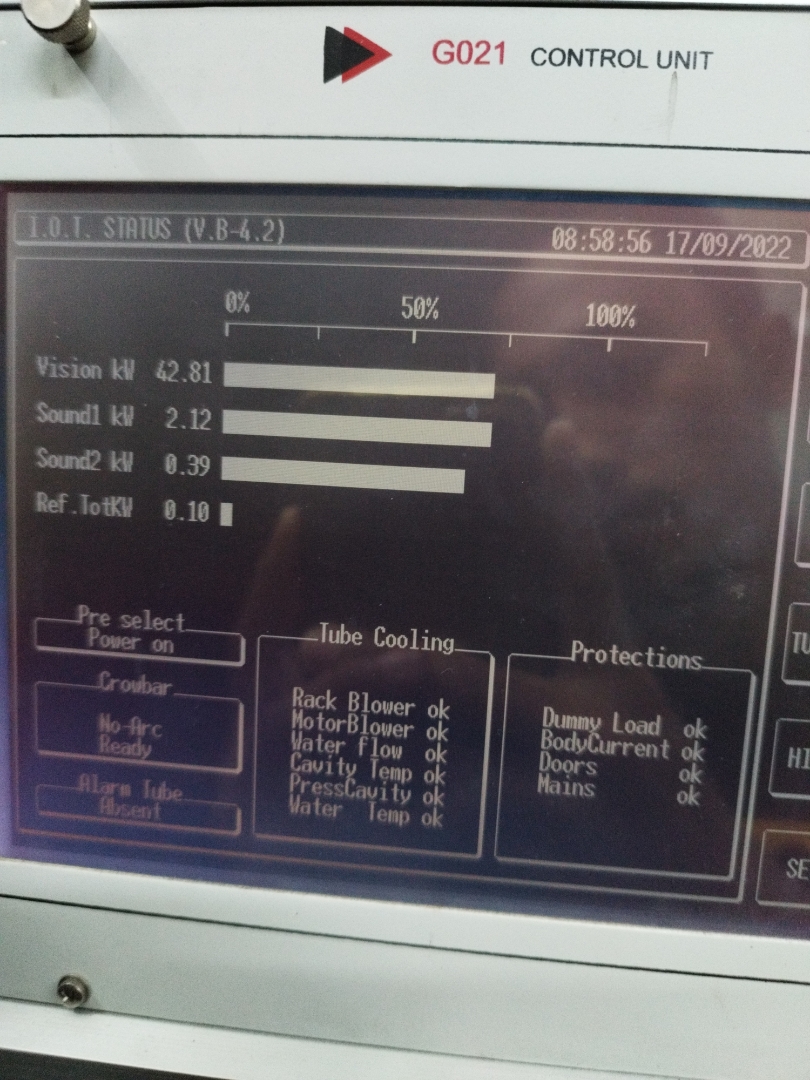 G021 CONTROL UNIT
I.O.T. STATUS (V.B-4.2) 08:58:56 17/09/2022
0% 50% 100%
Vision kW 42.81
Sound1 kW 2.12
Sound2 kW 0.39
Ref.TotKW 0.10
Pre select
Power on
Crowbar
No-Arc
Ready
Alarm Tube
Absent
Tube Cooling
Rack Blower ok
MotorBlower ok
Water flow ok
Cavity Temp ok
PressCavity ok
Water Temp ok
Protections
Dummy Load ok
BodyCurrent ok
Doors ok
Mains ok
TU
HI
SE